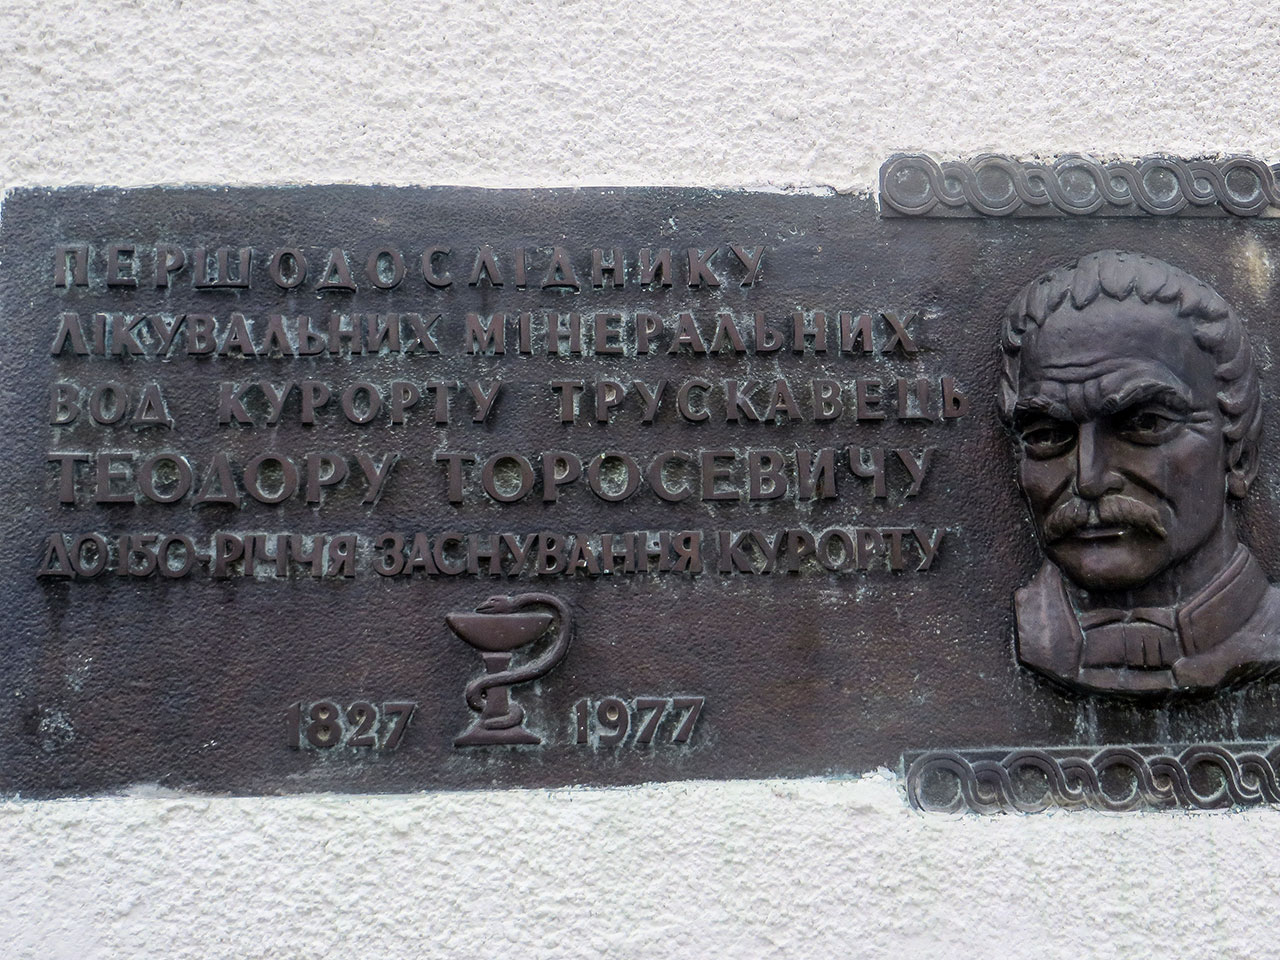 ПЕРШОДОСЛІДНИКУ
ЛІКУВАЛЬНИХ МІНЕРАЛЬНИХ
ВОД КУРОРТУ ТРУСКАВЕЦЬ
ТЕОДОРУ ТОРОСЕВИЧУ
ДО 150-РІЧЧЯ ЗАСНУВАННЯ КУРОРТУ
1827 1977